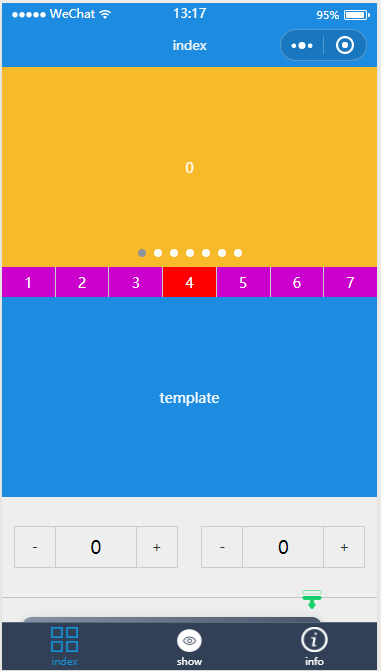 WeChat 13:17 95%
index
0
1 2 3 4 5 6 7
template
- 0 + - 0 +
index show info